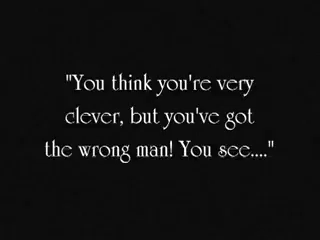 "You think you're very
clever, but you've got
the wrong man! You see...."